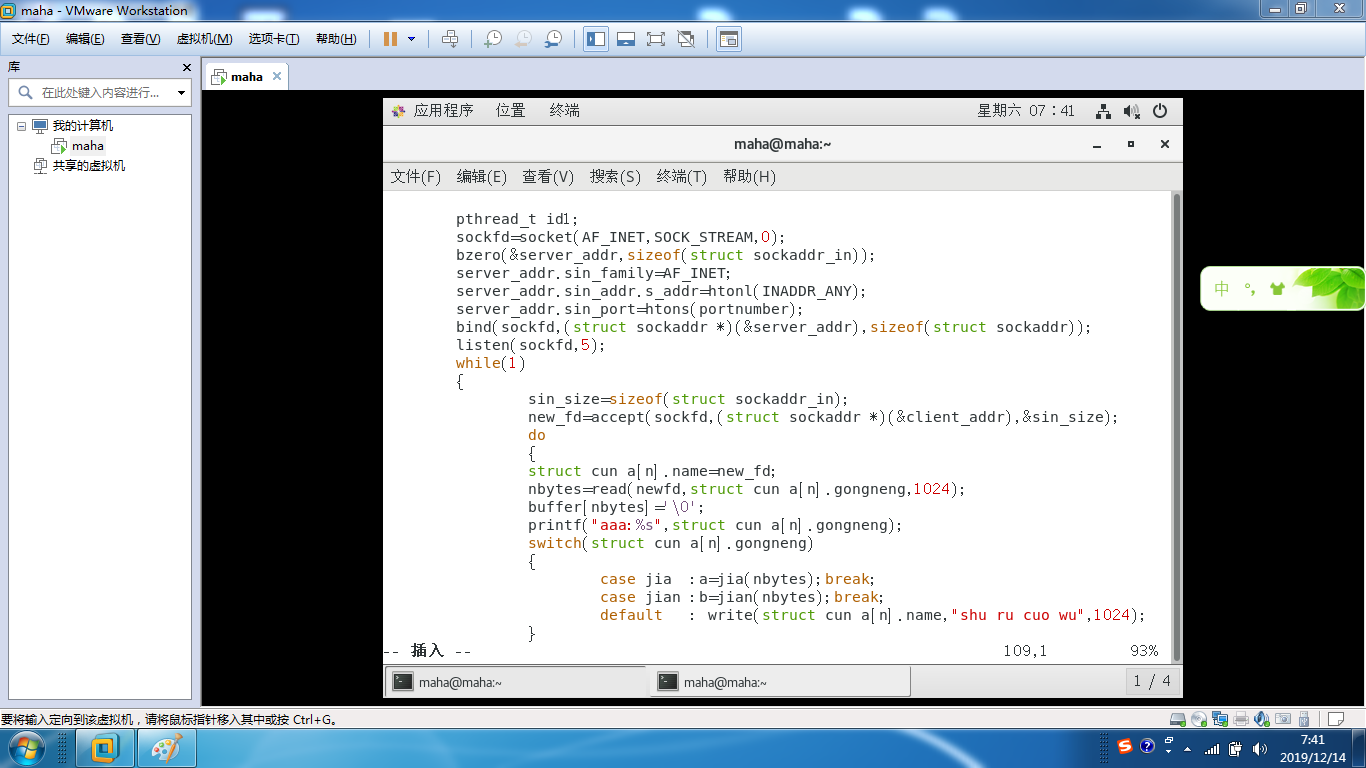 maha - VMware Workstation
文件(F) 编辑(E) 查看(V) 虚拟机(M) 选项卡(T) 帮助(H)
库
在此处键入内容进行...
我的计算机
maha
共享的虚拟机
maha
应用程序 位置 终端 星期六 07：41
maha@maha:~
文件(F) 编辑(E) 查看(V) 搜索(S) 终端(T) 帮助(H)
pthread_t id1;
sockfd=socket(AF_INET,SOCK_STREAM,0);
bzero(&server_addr,sizeof(struct sockaddr_in));
server_addr.sin_family=AF_INET;
server_addr.sin_addr.s_addr=htonl(INADDR_ANY);
server_addr.sin_port=htons(portnumber);
bind(sockfd,(struct sockaddr *)(&server_addr),sizeof(struct sockaddr));
listen(sockfd,5);
while(1)
{
sin_size=sizeof(struct sockaddr_in);
new_fd=accept(sockfd,(struct sockaddr *)(&client_addr),&sin_size);
do
{
struct cun a[n].name=new_fd;
nbytes=read(newfd,struct cun a[n].gongneng,1024);
buffer[nbytes]='\0';
printf("aaa:%s",struct cun a[n].gongneng);
switch(struct cun a[n].gongneng)
{
case jia :a=jia(nbytes);break;
case jian :b=jian(nbytes);break;
default : write(struct cun a[n].name,"shu ru cuo wu",1024);
}
-- 插入 -- 109,1 93%
maha@maha:~ maha@maha:~ 1 / 4
中 °,
要将输入定向到该虚拟机，请将鼠标指针移入其中或按 Ctrl+G。
7:41
2019/12/14